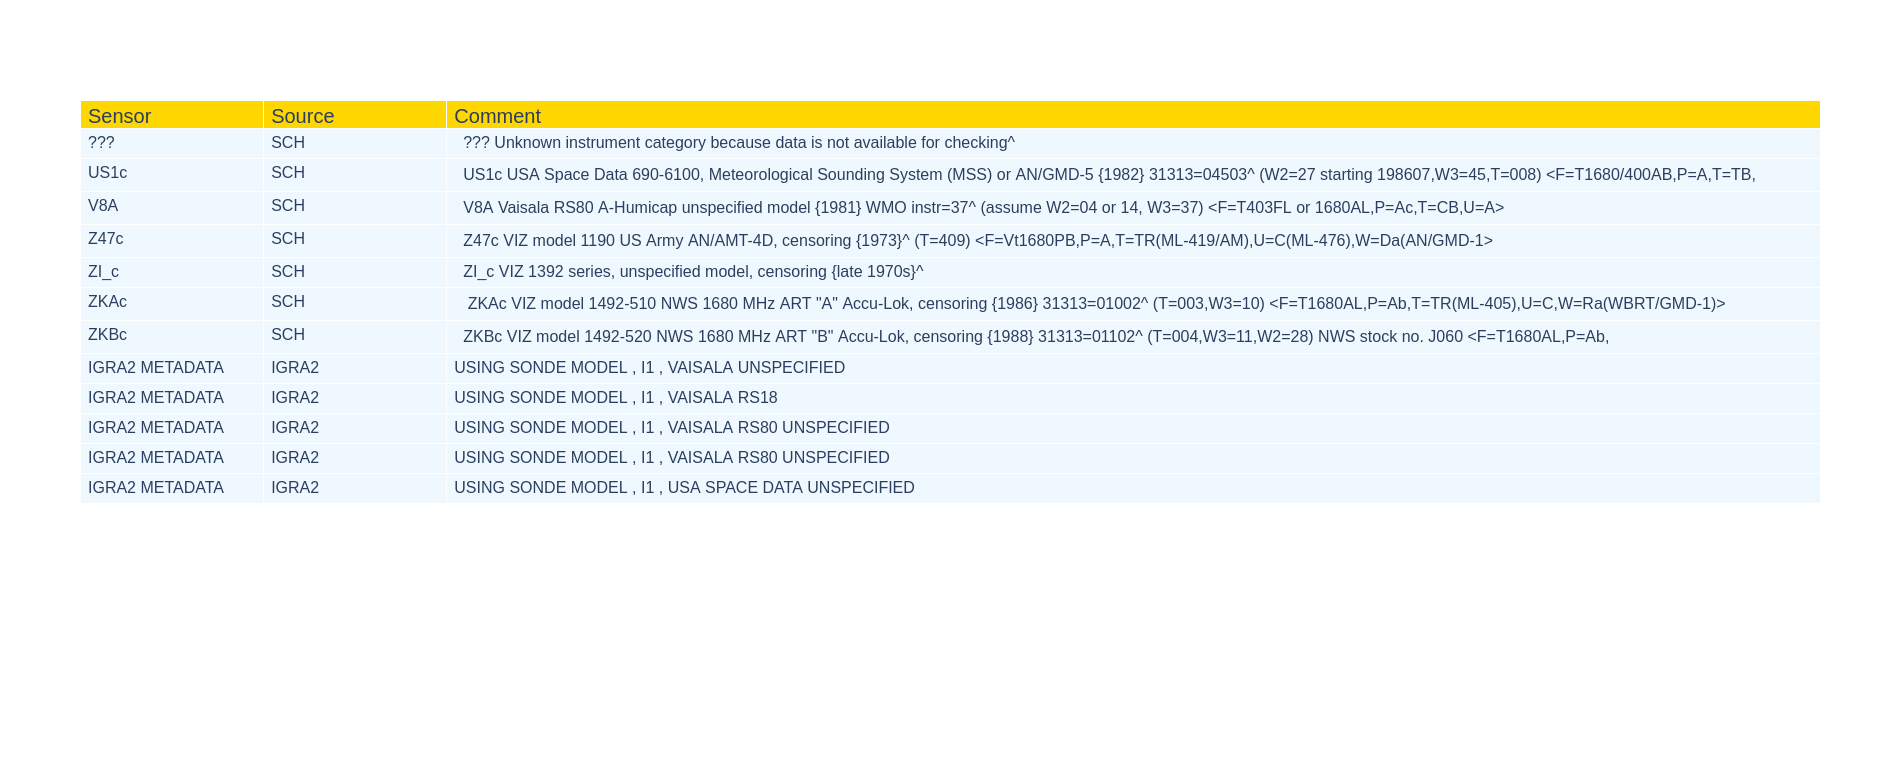 Sensor Source Comment
??? SCH ??? Unknown instrument category because data is not available for checking^
US1c SCH US1c USA Space Data 690-6100, Meteorological Sounding System (MSS) or AN/GMD-5 {1982} 31313=04503^ (W2=27 starting 198607,W3=45,T=008) <F=T1680/400AB,P=A,T=TB,
V8A SCH V8A Vaisala RS80 A-Humicap unspecified model {1981} WMO instr=37^ (assume W2=04 or 14, W3=37) <F=T403FL or 1680AL,P=Ac,T=CB,U=A>
Z47c SCH Z47c VIZ model 1190 US Army AN/AMT-4D, censoring {1973}^ (T=409) <F=Vt1680PB,P=A,T=TR(ML-419/AM),U=C(ML-476),W=Da(AN/GMD-1>
ZI_c SCH ZI_c VIZ 1392 series, unspecified model, censoring {late 1970s}^
ZKAc SCH ZKAc VIZ model 1492-510 NWS 1680 MHz ART "A" Accu-Lok, censoring {1986} 31313=01002^ (T=003,W3=10) <F=T1680AL,P=Ab,T=TR(ML-405),U=C,W=Ra(WBRT/GMD-1)>
ZKBc SCH ZKBc VIZ model 1492-520 NWS 1680 MHz ART "B" Accu-Lok, censoring {1988} 31313=01102^ (T=004,W3=11,W2=28) NWS stock no. J060 <F=T1680AL,P=Ab,
IGRA2 METADATA IGRA2 USING SONDE MODEL , I1 , VAISALA UNSPECIFIED
IGRA2 METADATA IGRA2 USING SONDE MODEL , I1 , VAISALA RS18
IGRA2 METADATA IGRA2 USING SONDE MODEL , I1 , VAISALA RS80 UNSPECIFIED
IGRA2 METADATA IGRA2 USING SONDE MODEL , I1 , VAISALA RS80 UNSPECIFIED
IGRA2 METADATA IGRA2 USING SONDE MODEL , I1 , USA SPACE DATA UNSPECIFIED